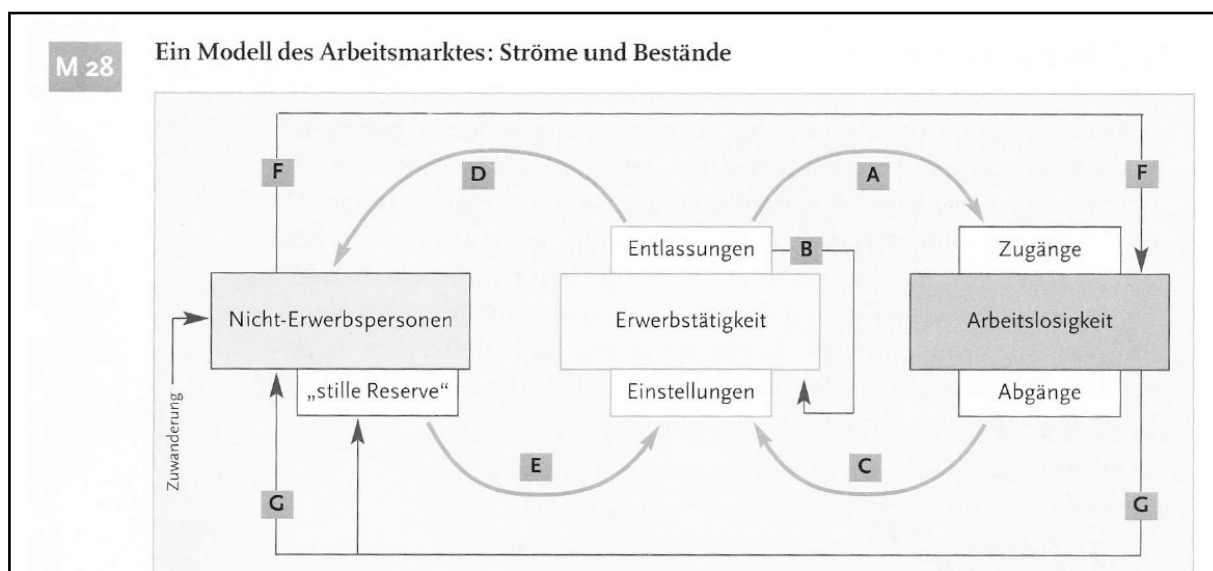 M 28
Ein Modell des Arbeitsmarktes: Ströme und Bestände
F
D
A
F
Entlassungen
B
Zugänge
Nicht-Erwerbspersonen
Erwerbstätigkeit
Arbeitslosigkeit
„stille Reserve“
Einstellungen
Abgänge
Zuwanderung
E
C
G
G